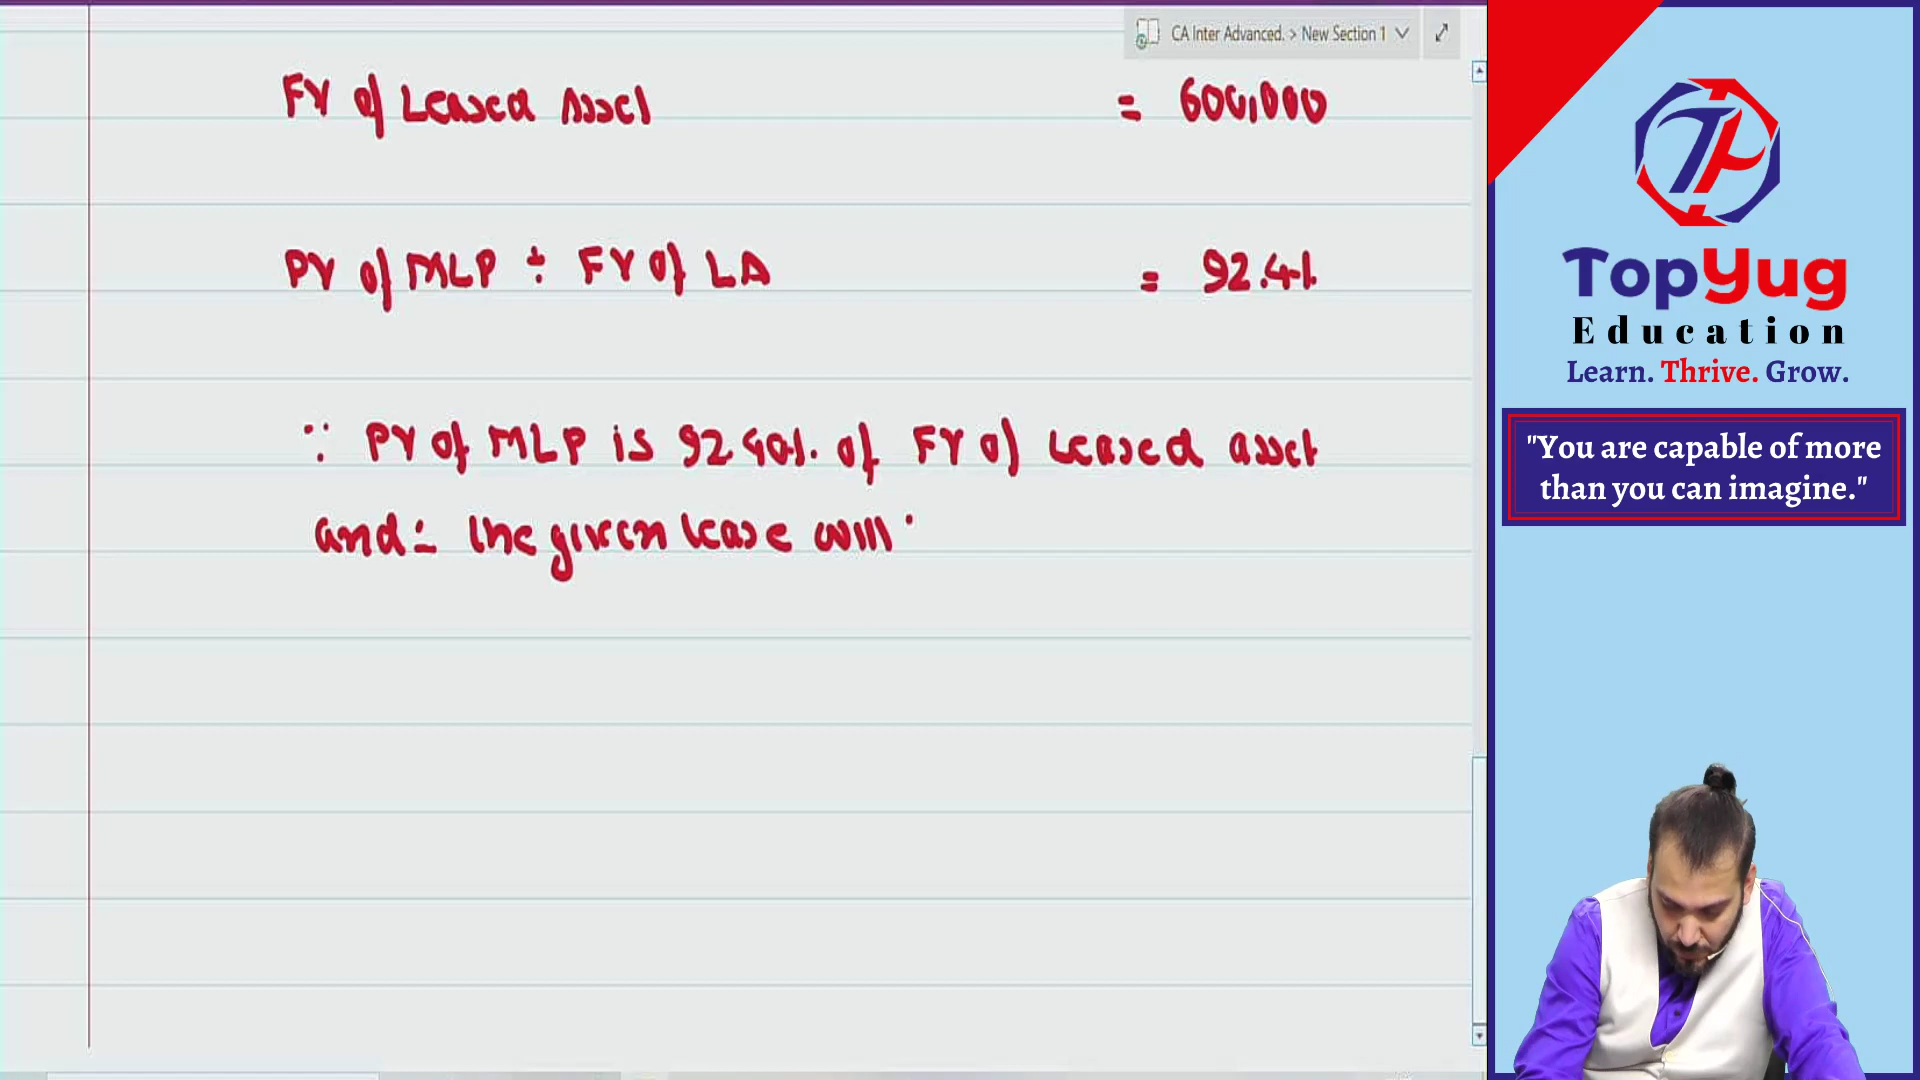 CA Inter Advanced. > New Section 1
FV of Leased Asset = 600,000
PV of MLP ÷ FV of LA = 92.4%
∵ PV of MLP is 92.40%. of FV of Leased asset
and ∴ the given lease will
TopYug
Education
Learn. Thrive. Grow.
"You are capable of more
than you can imagine."